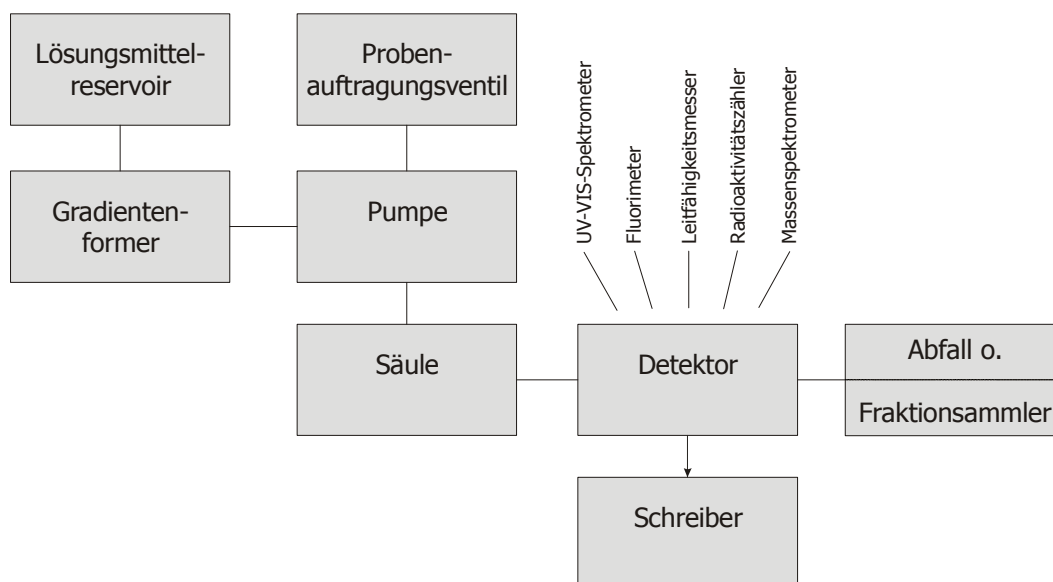 Lösungsmittel-
reservoir
Proben-
auftragungsventil
Gradienten-
former
Pumpe
UV-VIS-Spektrometer
Fluorimeter
Leitfähigkeitsmesser
Radioaktivitätszähler
Massenspektrometer
Säule
Detektor
Abfall o.
Fraktionsammler
Schreiber